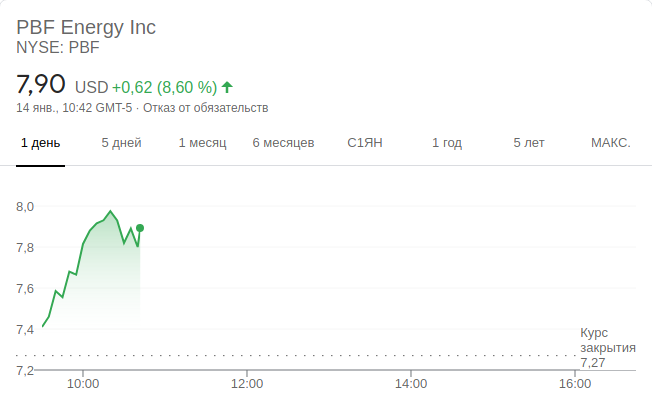 PBF Energy Inc
NYSE: PBF
7,90 USD +0,62 (8,60 %)
14 янв., 10:42 GMT-5 · Отказ от обязательств
1 день 5 дней 1 месяц 6 месяцев С1ЯН 1 год 5 лет МАКС.
8,0
7,8
7,6
7,4
Курс
закрытия
7,27
7,2
10:00 12:00 14:00 16:00